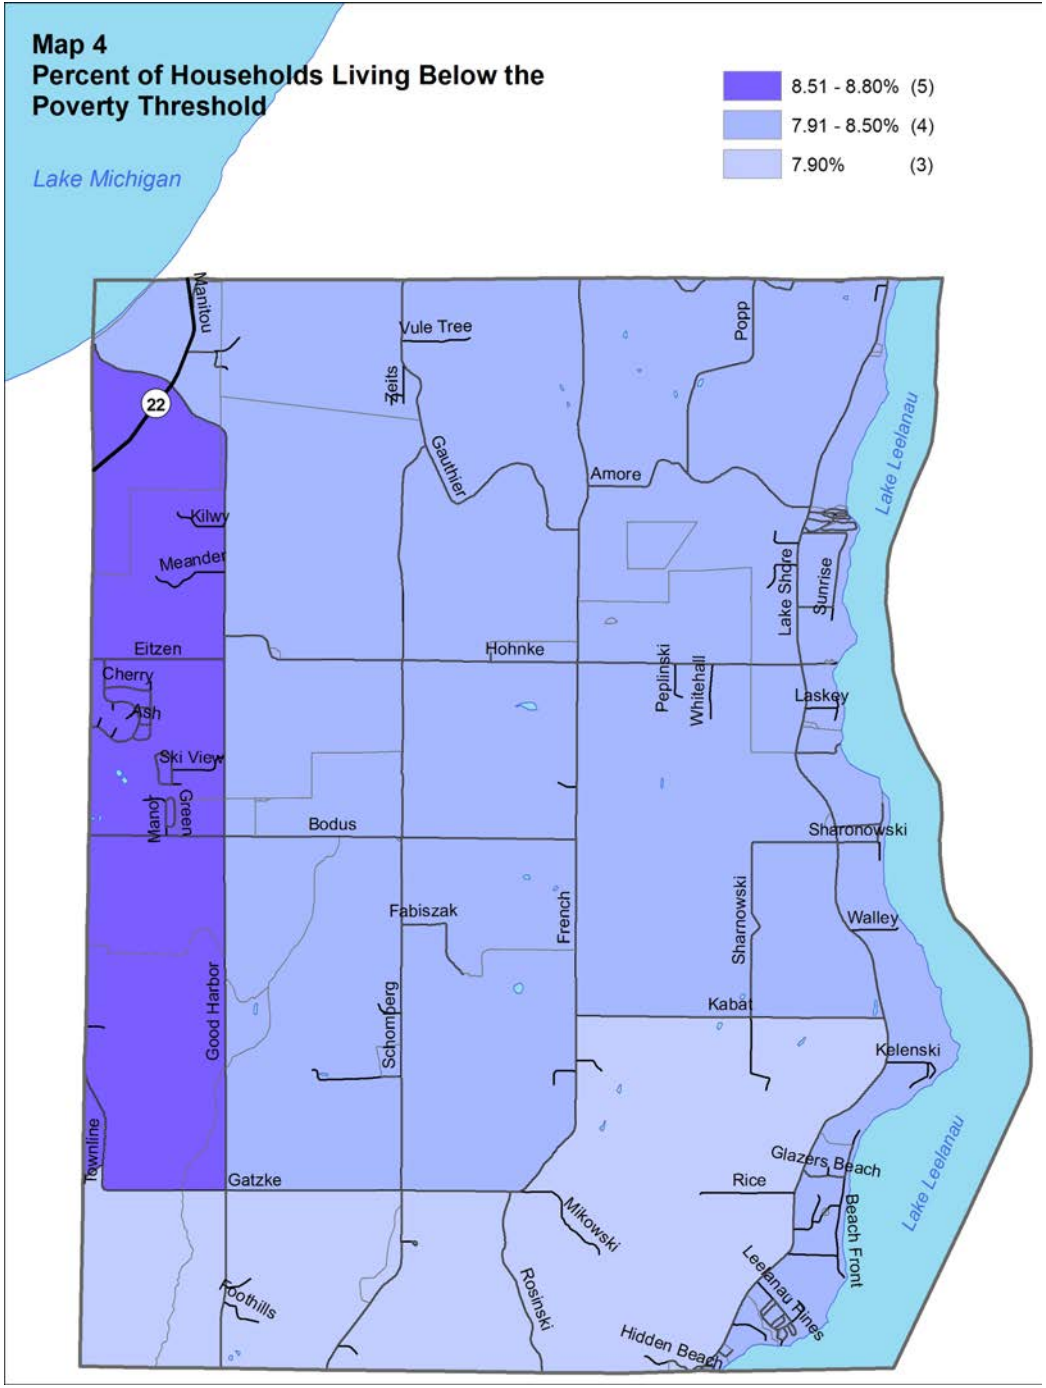 Map 4
Percent of Households Living Below the
Poverty Threshold
8.51 - 8.80% (5)
7.91 - 8.50% (4)
7.90% (3)
Lake Michigan
Manitou
Vule Tree
Popp
Zeits
22
Gauthier
Amore
Lake Leelanau
Kilwy
Meander
Lake Shore
Sunrise
Eitzen
Hohnke
Cherry
Peplinski
Whitehall
Ash
Laskey
Ski View
Manor
Green
Bodus
Sharonowski
Fabiszak
French
Sharnowski
Walley
Good Harbor
Schomberg
Kabat
Kelenski
Townline
Glazers Beach
Gatzke
Rice
Mikowski
Beach Front
Lake Leelanau
Foothills
Rosinski
Leelanau Pines
Hidden Beach